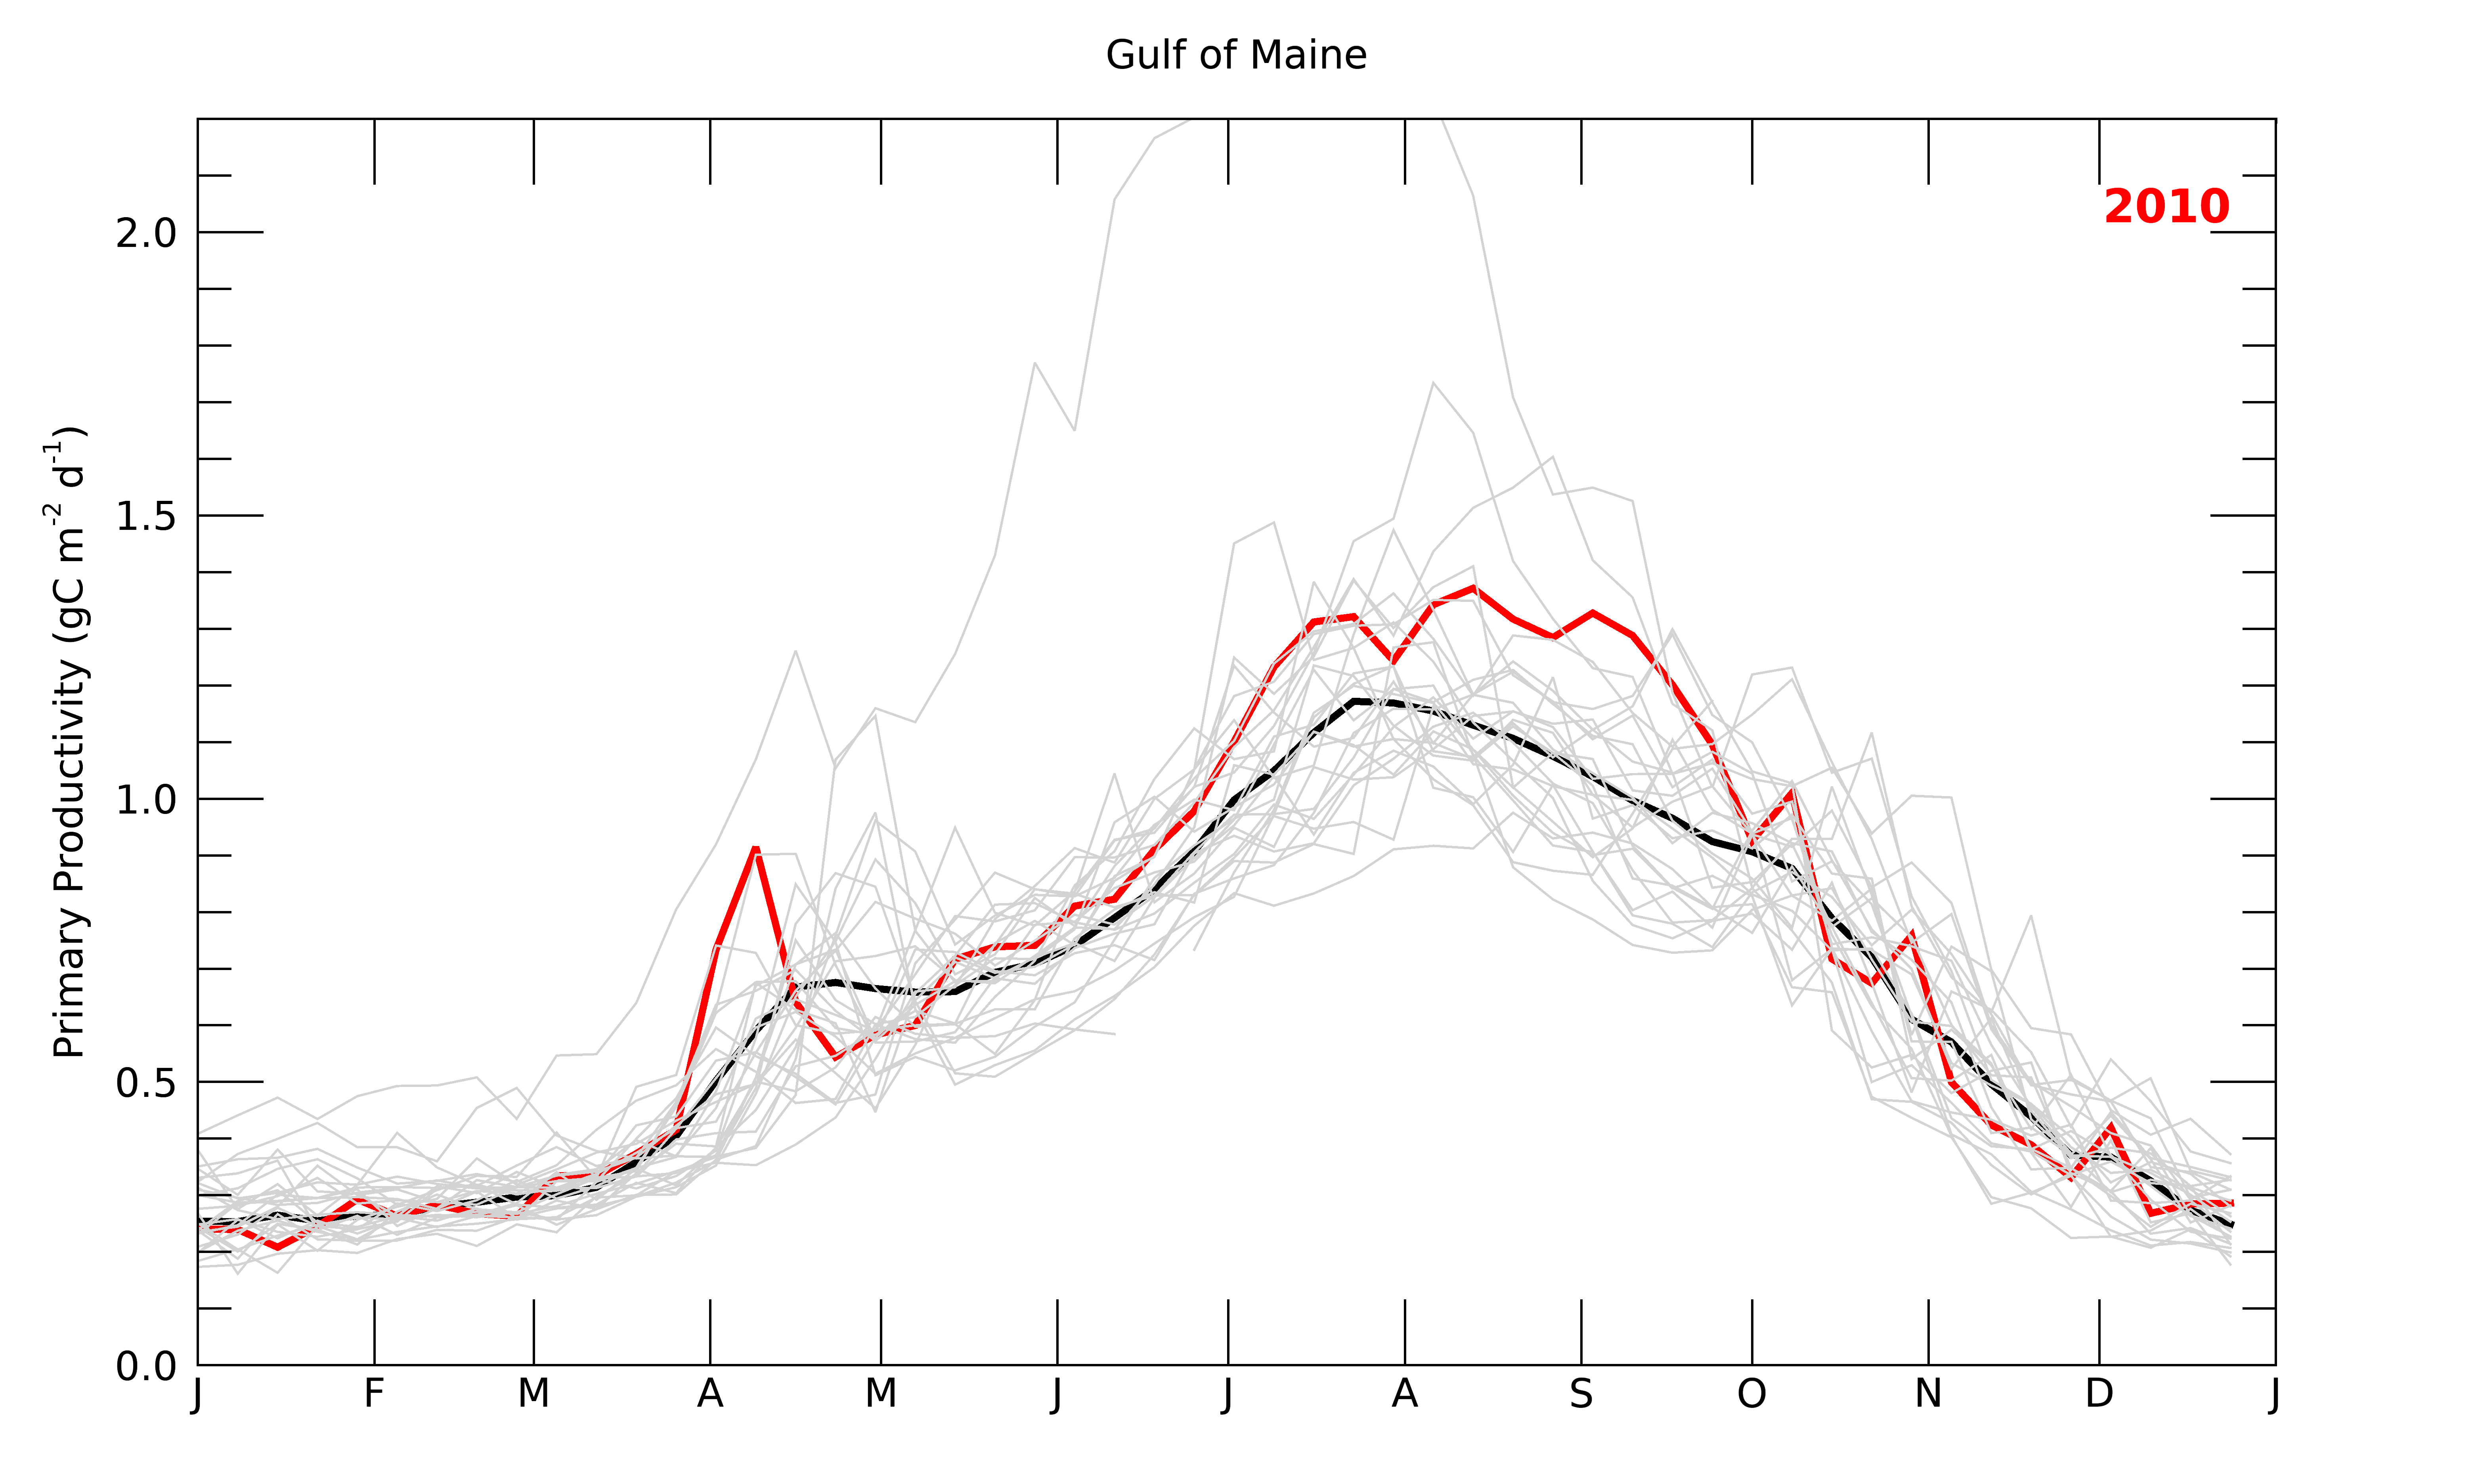 Gulf of Maine
2010
Primary Productivity (gC m⁻² d⁻¹)
2.0
1.5
1.0
0.5
0.0
J F M A M J J A S O N D J